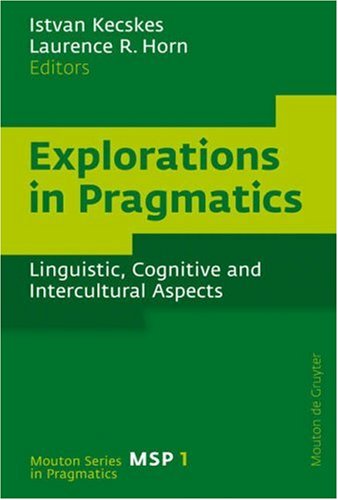 Istvan Kecskes
Laurence R. Horn
Editors
Explorations
in Pragmatics
Linguistic, Cognitive and
Intercultural Aspects
Mouton de Gruyter
Mouton Series
in Pragmatics
MSP 1